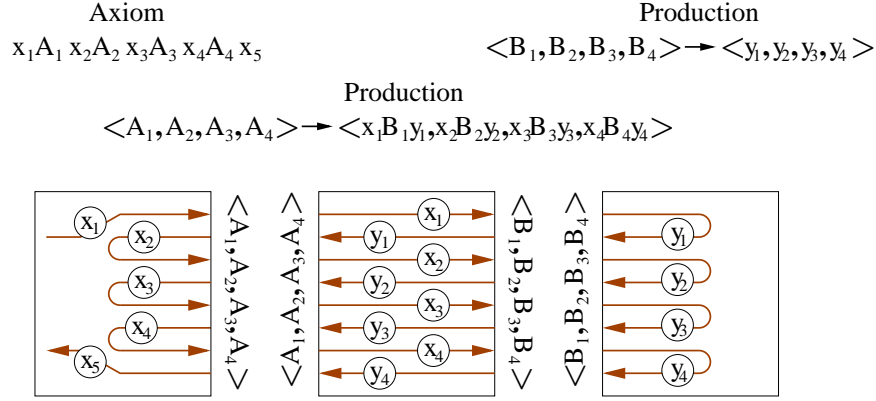 Axiom
x₁A₁ x₂A₂ x₃A₃ x₄A₄ x₅
Production
<B₁,B₂,B₃,B₄>→<y₁,y₂,y₃,y₄>
Production
<A₁,A₂,A₃,A₄>→<x₁B₁y₁,x₂B₂y₂,x₃B₃y₃,x₄B₄y₄>
x₁
x₂
x₃
x₄
x₅
<A₁,A₂,A₃,A₄>
<A₁,A₂,A₃,A₄>
x₁
y₁
x₂
y₂
x₃
y₃
x₄
y₄
<B₁,B₂,B₃,B₄>
<B₁,B₂,B₃,B₄>
y₁
y₂
y₃
y₄